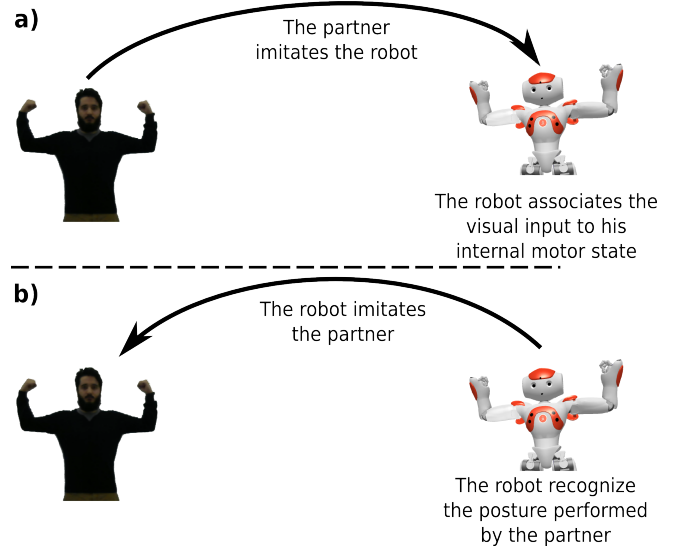 a)
The partner
imitates the robot
The robot associates the
visual input to his
internal motor state
b)
The robot imitates
the partner
The robot recognize
the posture performed
by the partner